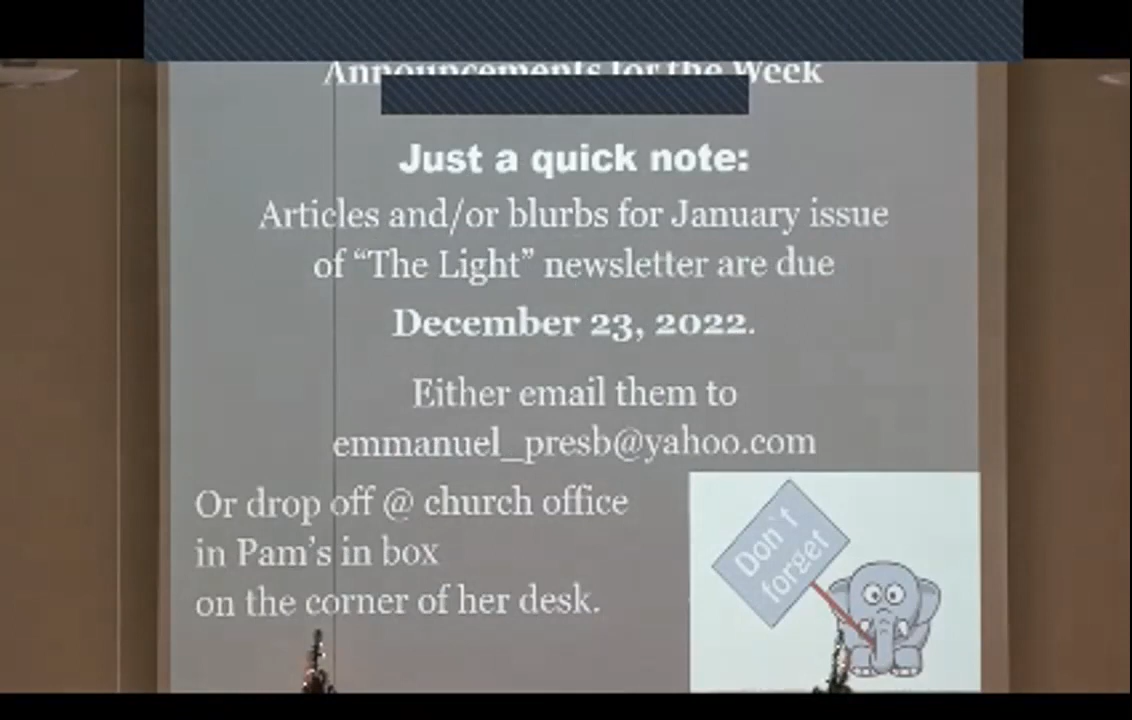 Announcements for the Week
Just a quick note:
Articles and/or blurbs for January issue
of “The Light” newsletter are due
December 23, 2022.
Either email them to
emmanuel_presb@yahoo.com
Or drop off @ church office
in Pam’s in box
on the corner of her desk.
Don`t
forget